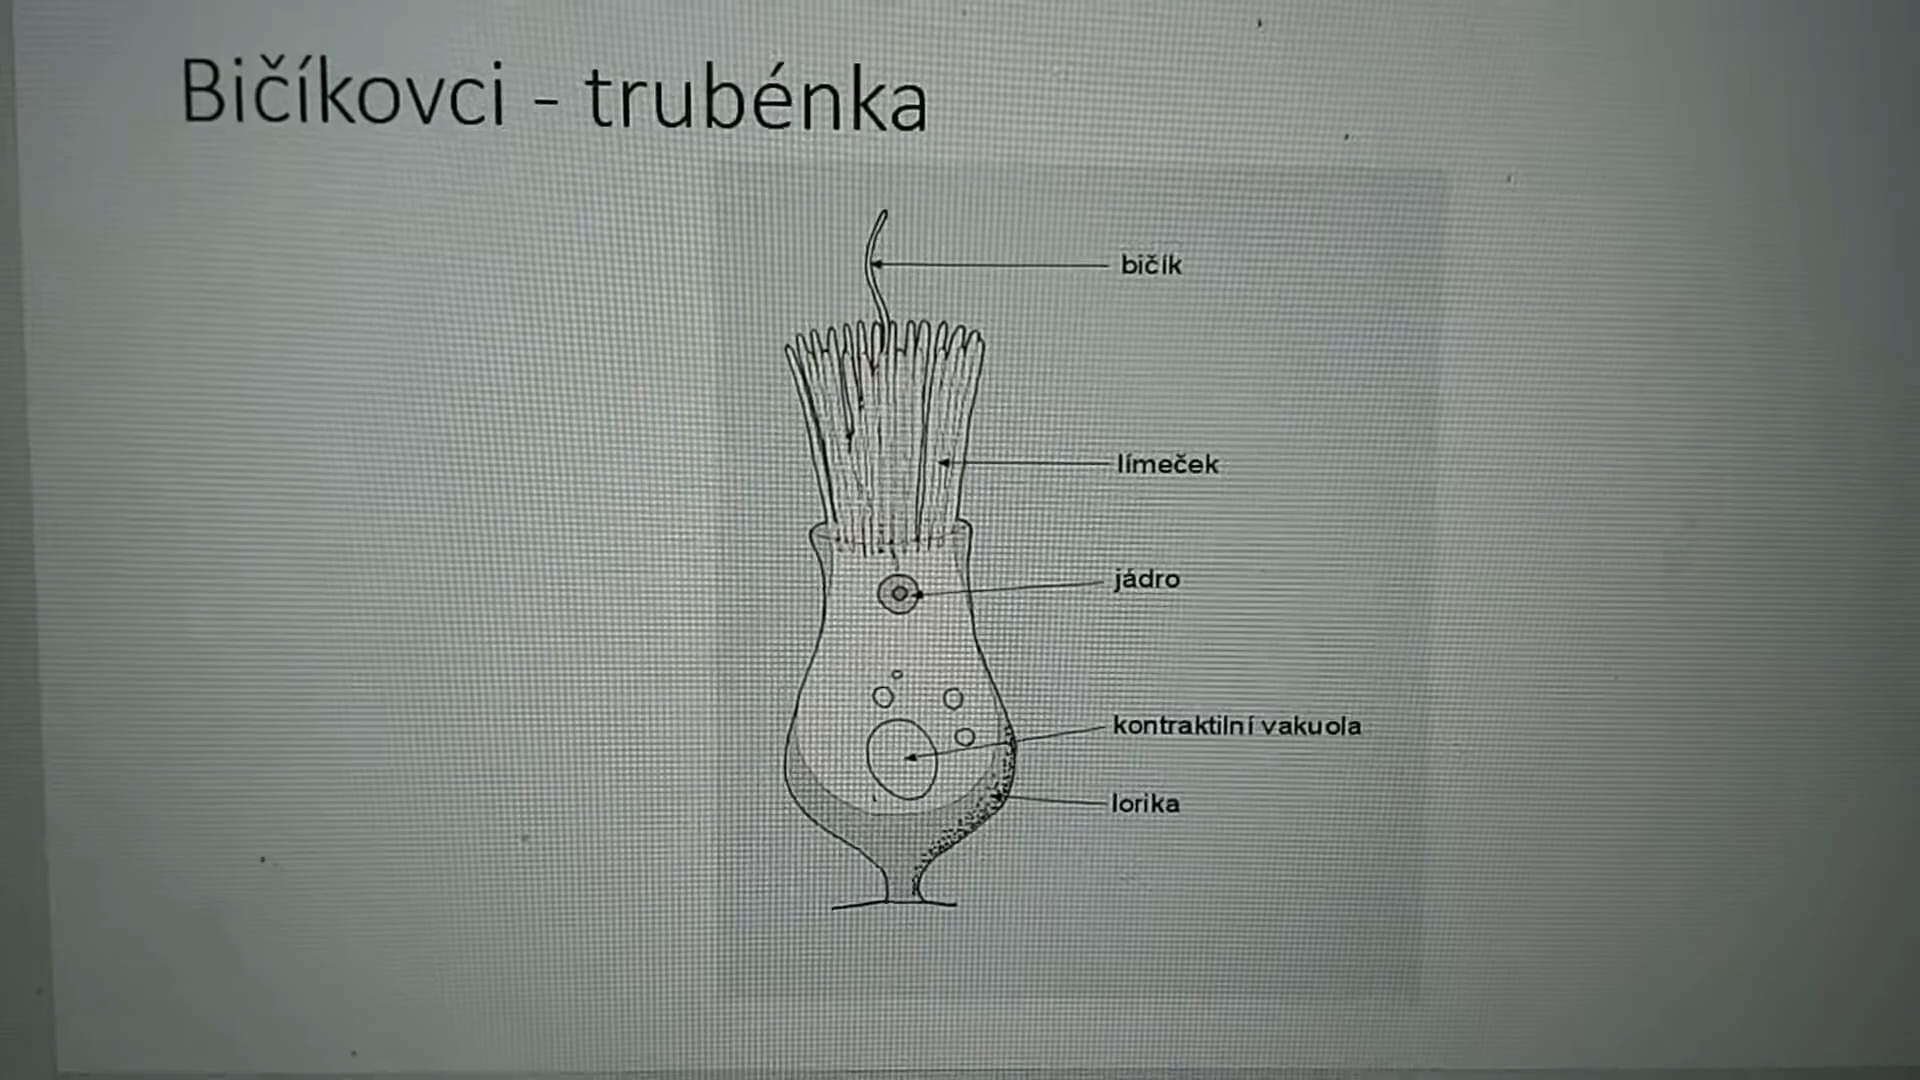 Bičíkovci - trubénka
bičík
límeček
jádro
kontraktilní vakuola
lorika